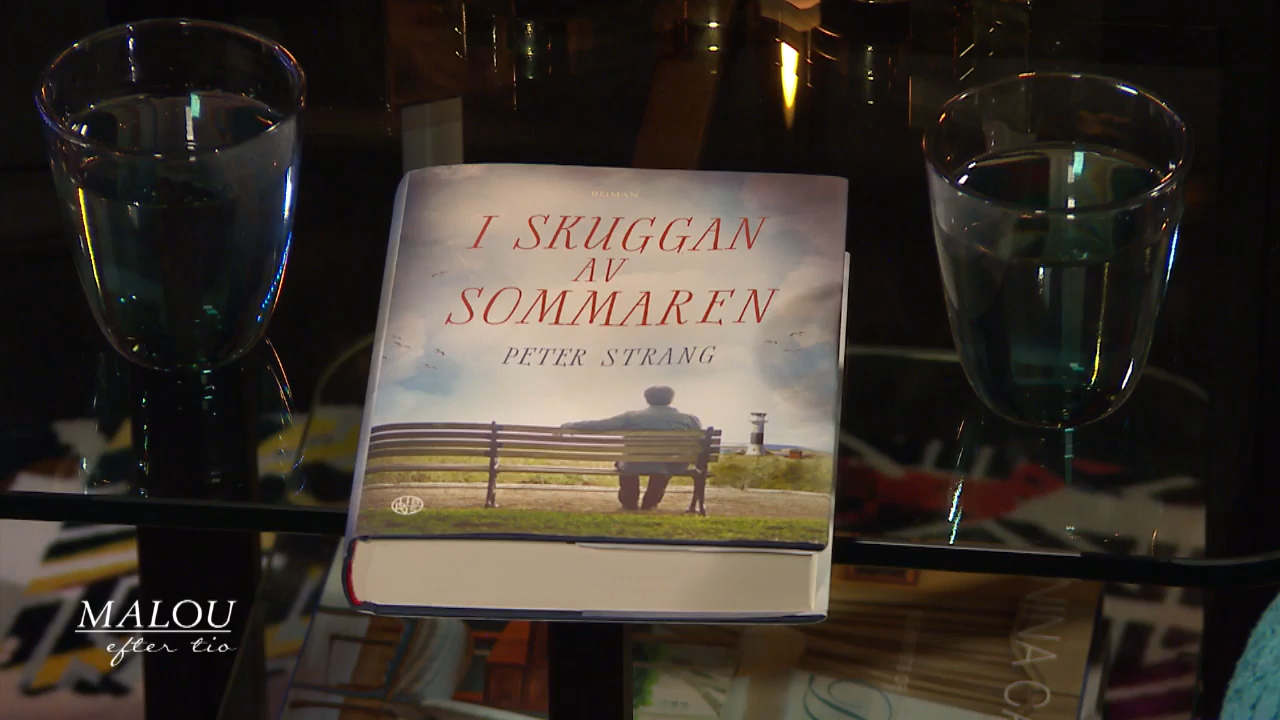 ROMAN
I SKUGGAN
AV
SOMMAREN
PETER STRANG
MALOU
efter tio